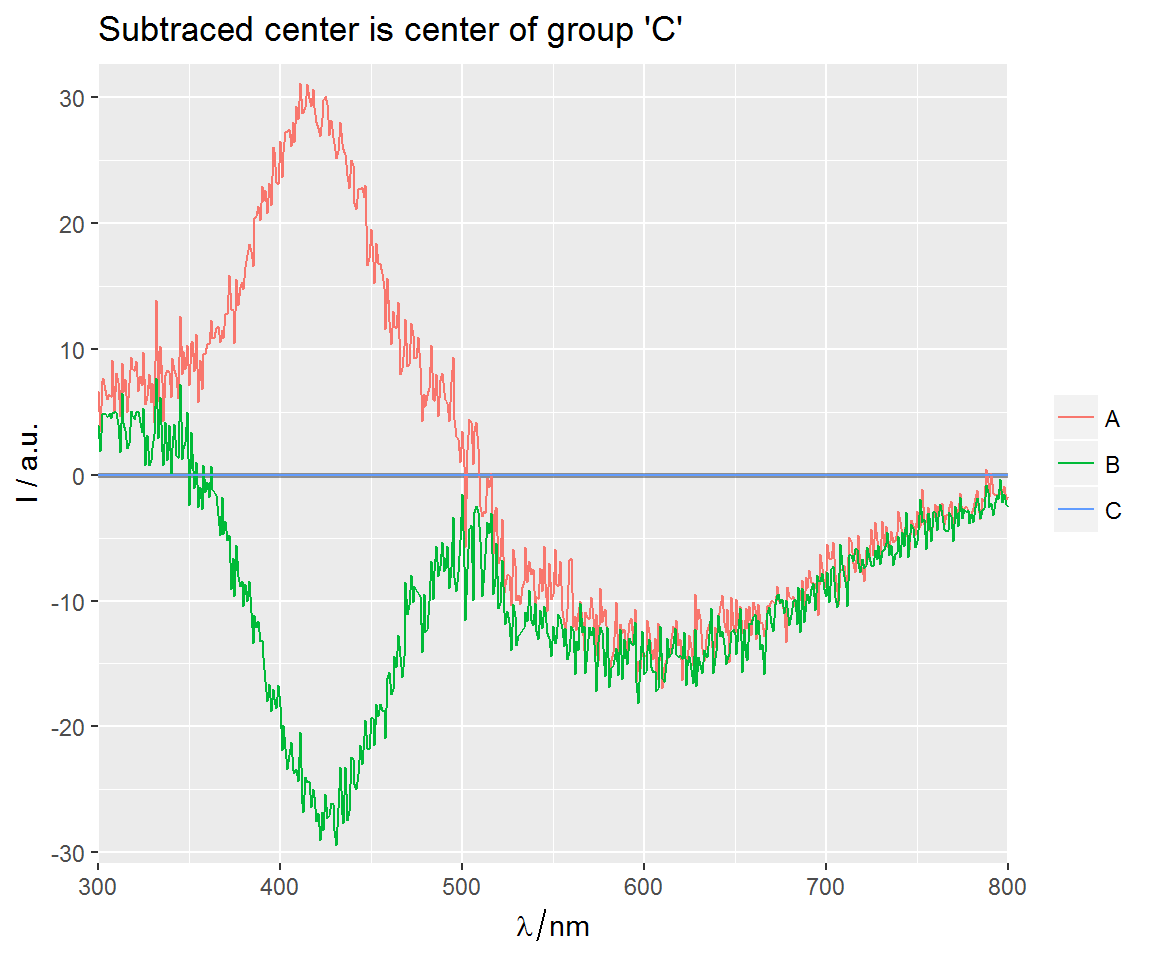 Subtraced center is center of group 'C'
I / a.u.
30
20
10
0
-10
-20
-30
300 400 500 600 700 800
λ/nm
A
B
C